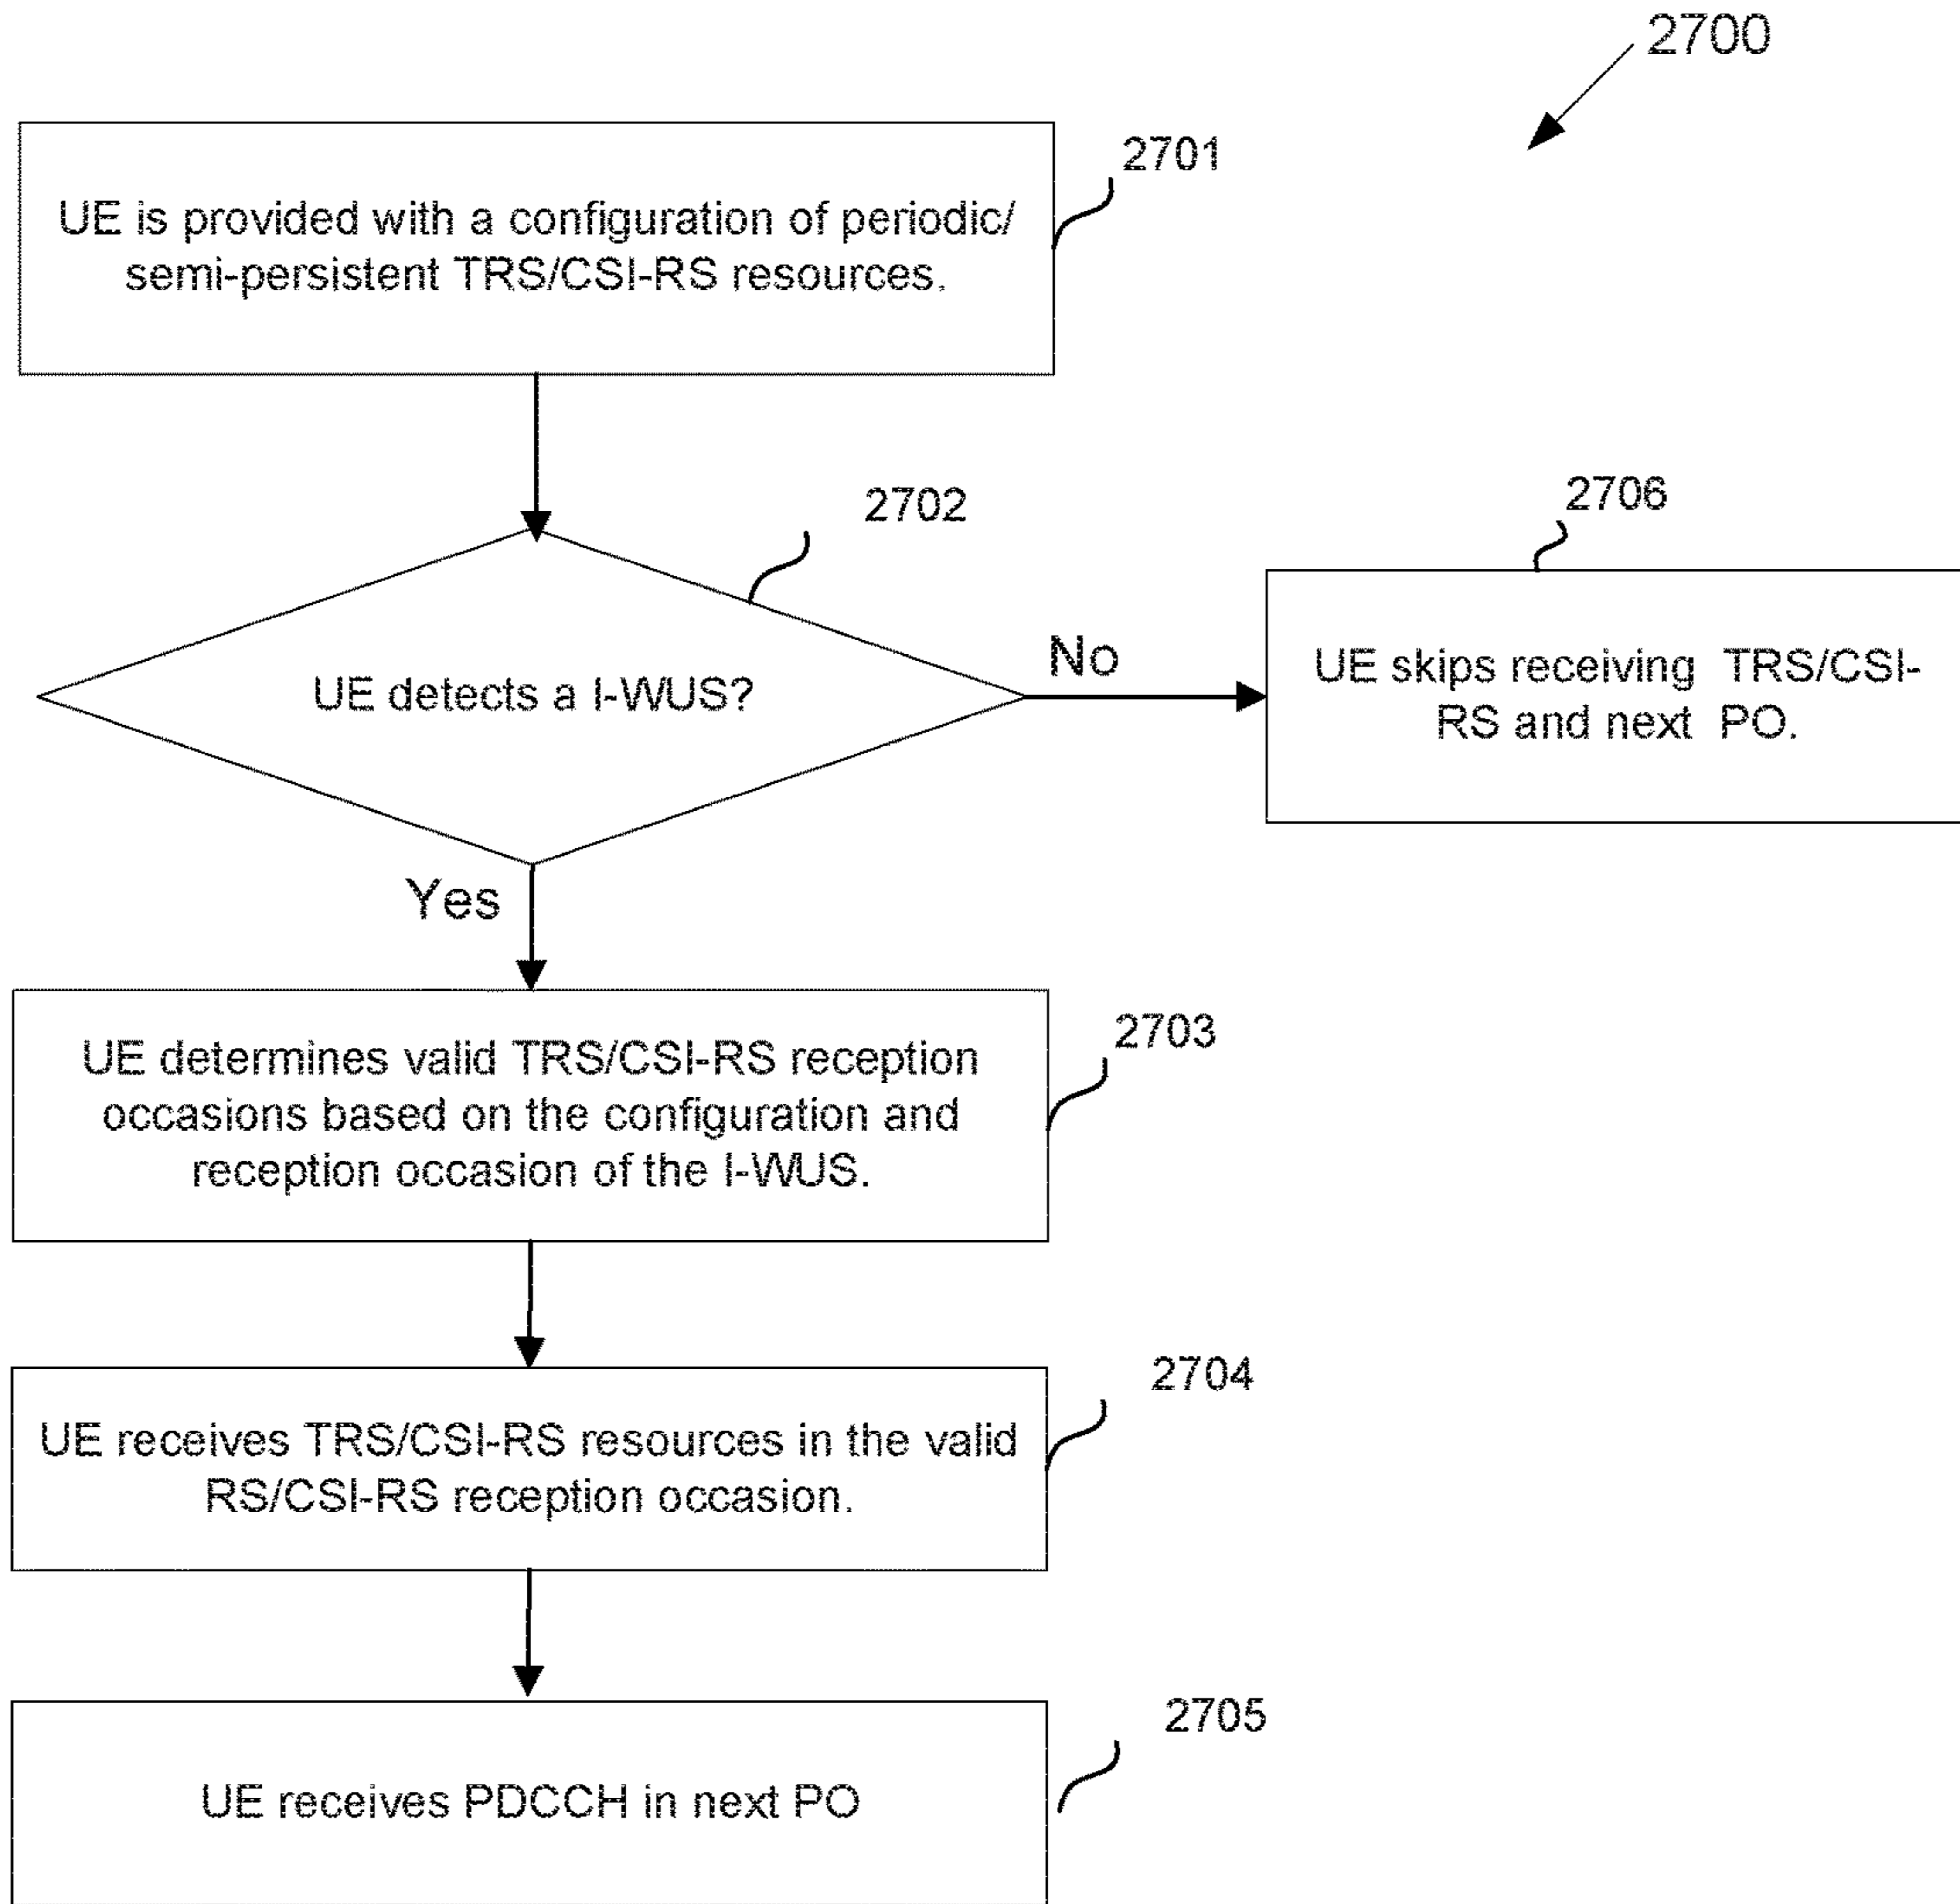 2700
2701
UE is provided with a configuration of periodic/
semi-persistent TRS/CSI-RS resources.
2702
UE detects a I-WUS?
No
2706
UE skips receiving TRS/CSI-
RS and next PO.
Yes
2703
UE determines valid TRS/CSI-RS reception
occasions based on the configuration and
reception occasion of the I-WUS.
2704
UE receives TRS/CSI-RS resources in the valid
RS/CSI-RS reception occasion.
2705
UE receives PDCCH in next PO